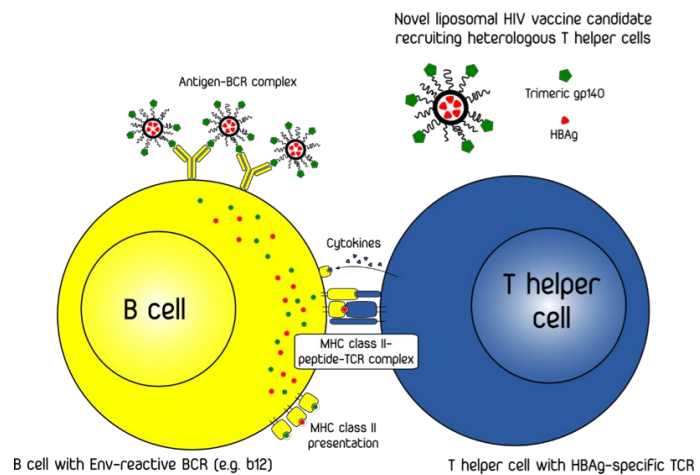 Novel liposomal HIV vaccine candidate
recruiting heterologous T helper cells
Antigen-BCR complex
Trimeric gp140
HBAg
Cytokines
B cell
T helper
cell
MHC class II-
peptide-TCR complex
MHC class II
presentation
B cell with Env-reactive BCR (e.g. b12)
T helper cell with HBAg-specific TCR